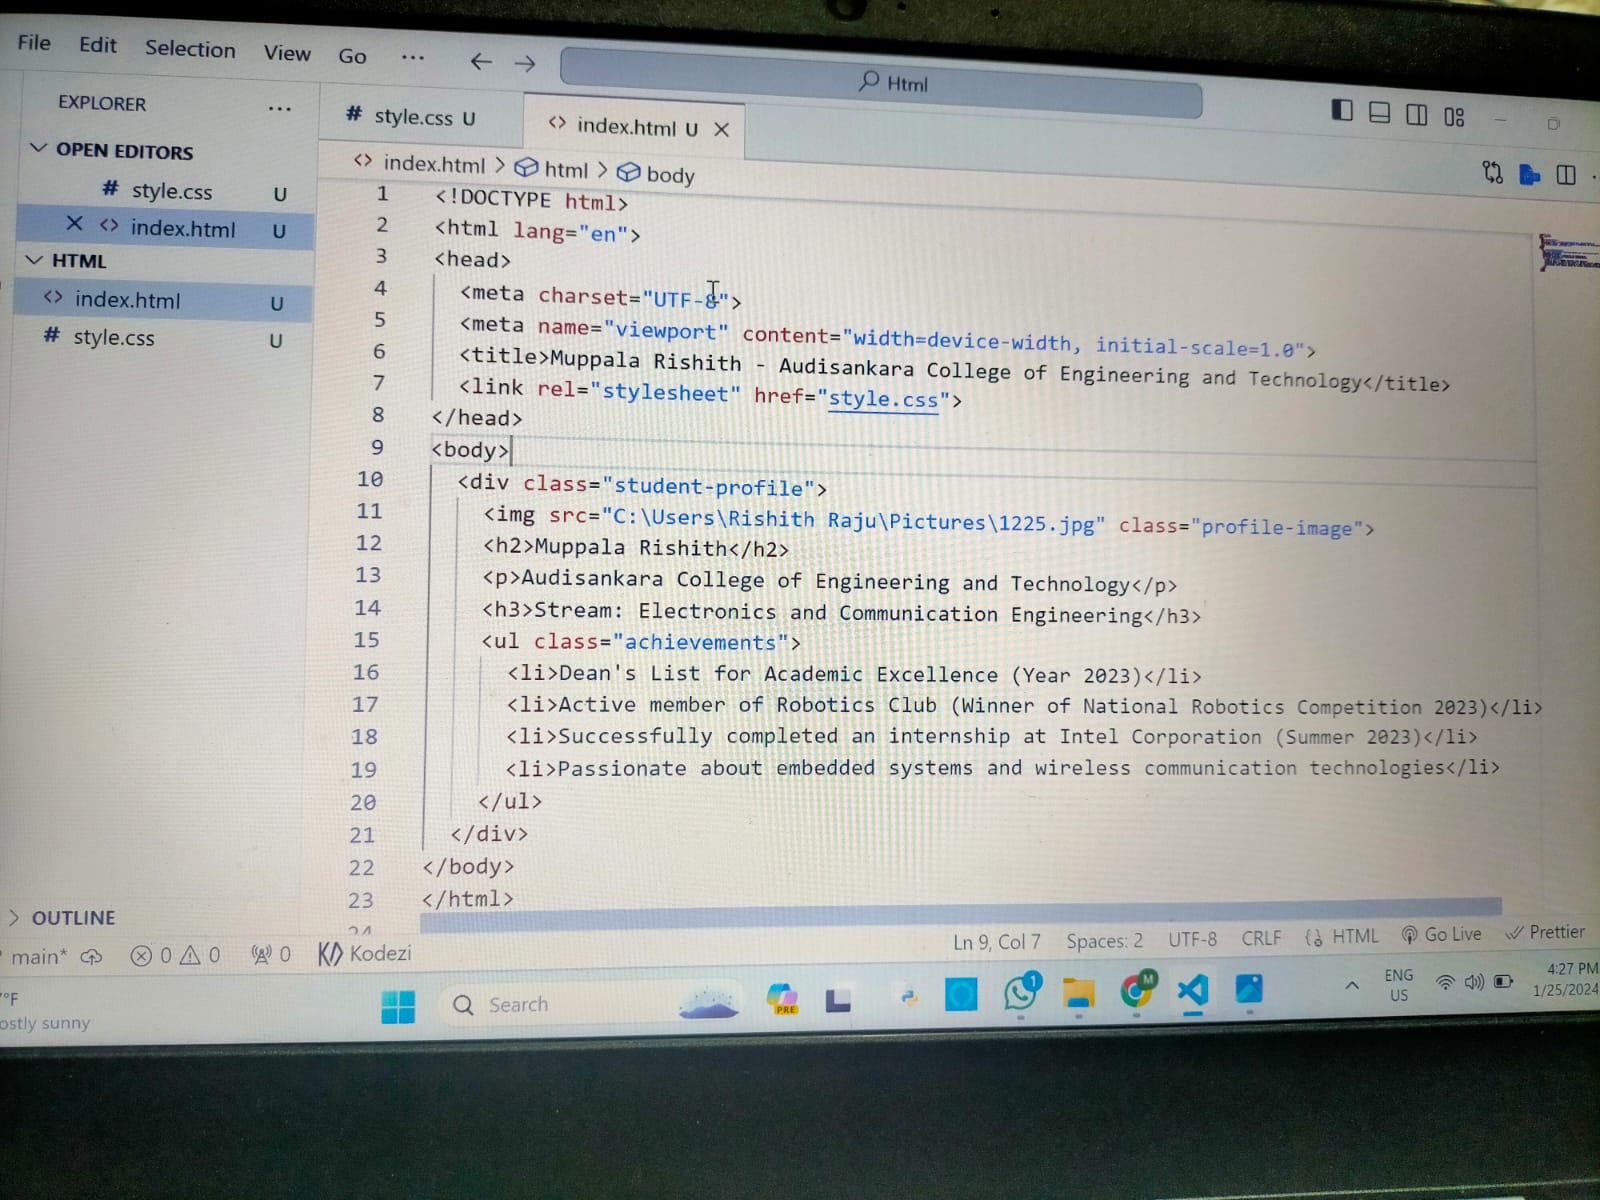 File Edit Selection View Go ... Html
EXPLORER ...
OPEN EDITORS
# style.css U
X <> index.html U
HTML
<> index.html U
# style.css U
OUTLINE
# style.css U <> index.html U X
<> index.html > html > body
1 <!DOCTYPE html>
2 <html lang="en">
3 <head>
4 <meta charset="UTF-8">
5 <meta name="viewport" content="width=device-width, initial-scale=1.0">
6 <title>Muppala Rishith - Audisankara College of Engineering and Technology</title>
7 <link rel="stylesheet" href="style.css">
8 </head>
9 <body>
10 <div class="student-profile">
11 <img src="C:\Users\Rishith Raju\Pictures\1225.jpg" class="profile-image">
12 <h2>Muppala Rishith</h2>
13 <p>Audisankara College of Engineering and Technology</p>
14 <h3>Stream: Electronics and Communication Engineering</h3>
15 <ul class="achievements">
16 <li>Dean's List for Academic Excellence (Year 2023)</li>
17 <li>Active member of Robotics Club (Winner of National Robotics Competition 2023)</li>
18 <li>Successfully completed an internship at Intel Corporation (Summer 2023)</li>
19 <li>Passionate about embedded systems and wireless communication technologies</li>
20 </ul>
21 </div>
22 </body>
23 </html>
24
main* 0 0 0 Kodezi Ln 9, Col 7 Spaces: 2 UTF-8 CRLF HTML Go Live Prettier
°F
ostly sunny
Search
PRE
1
M
ENG
US
4:27 PM
1/25/2024